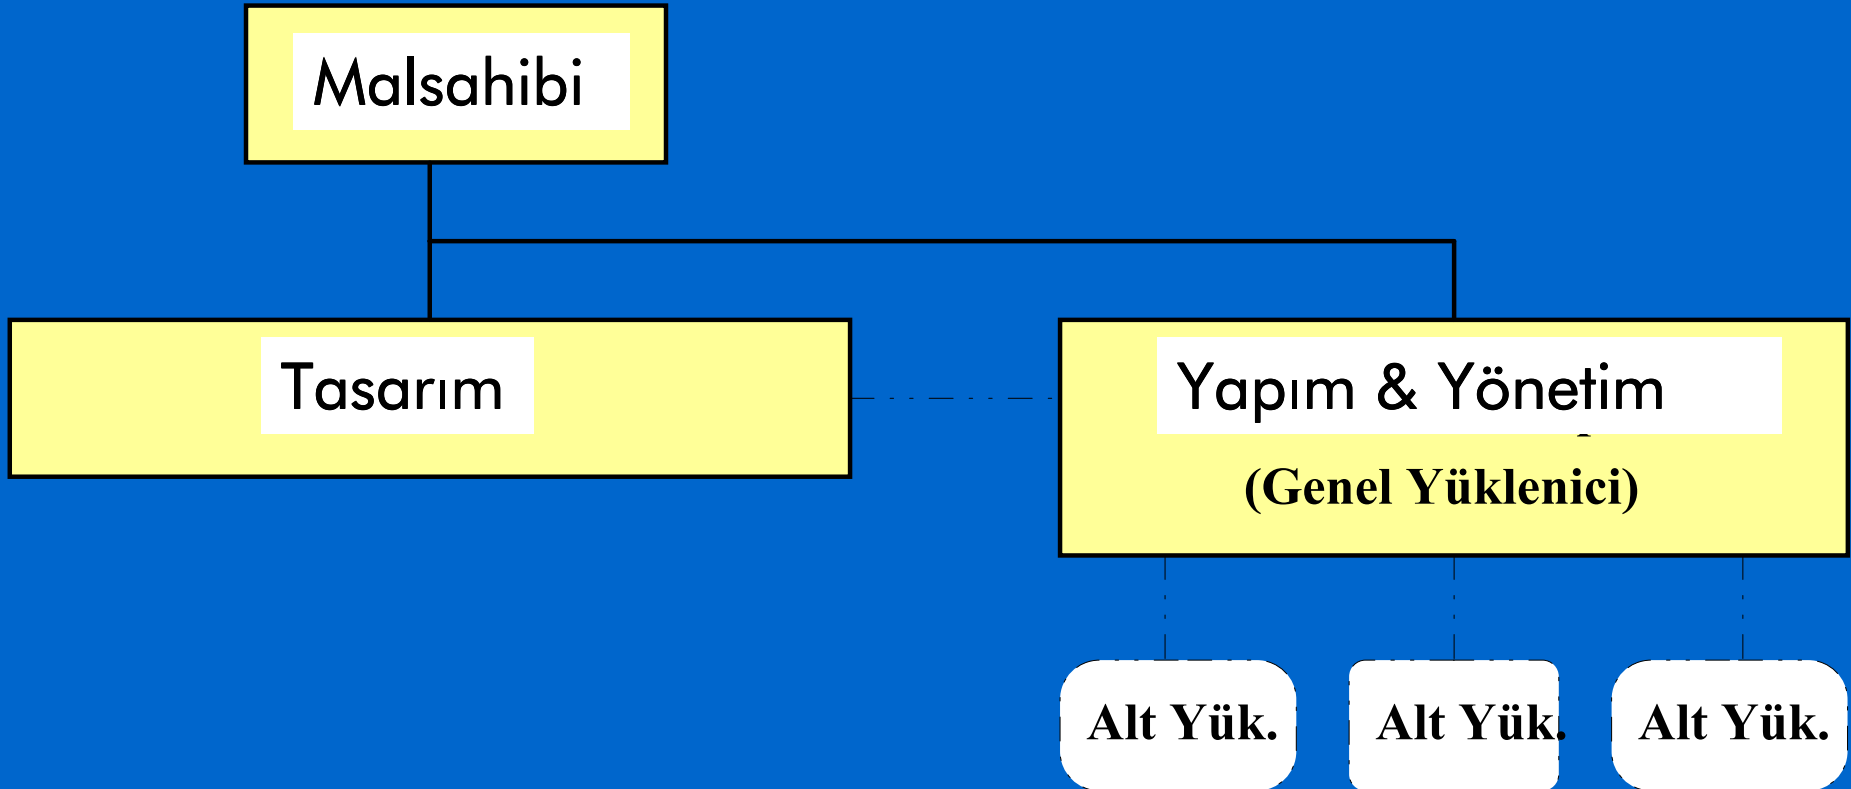 Malsahibi
Tasarım
Yapım & Yönetim
(Genel Yüklenici)
Alt Yük.
Alt Yük.
Alt Yük.